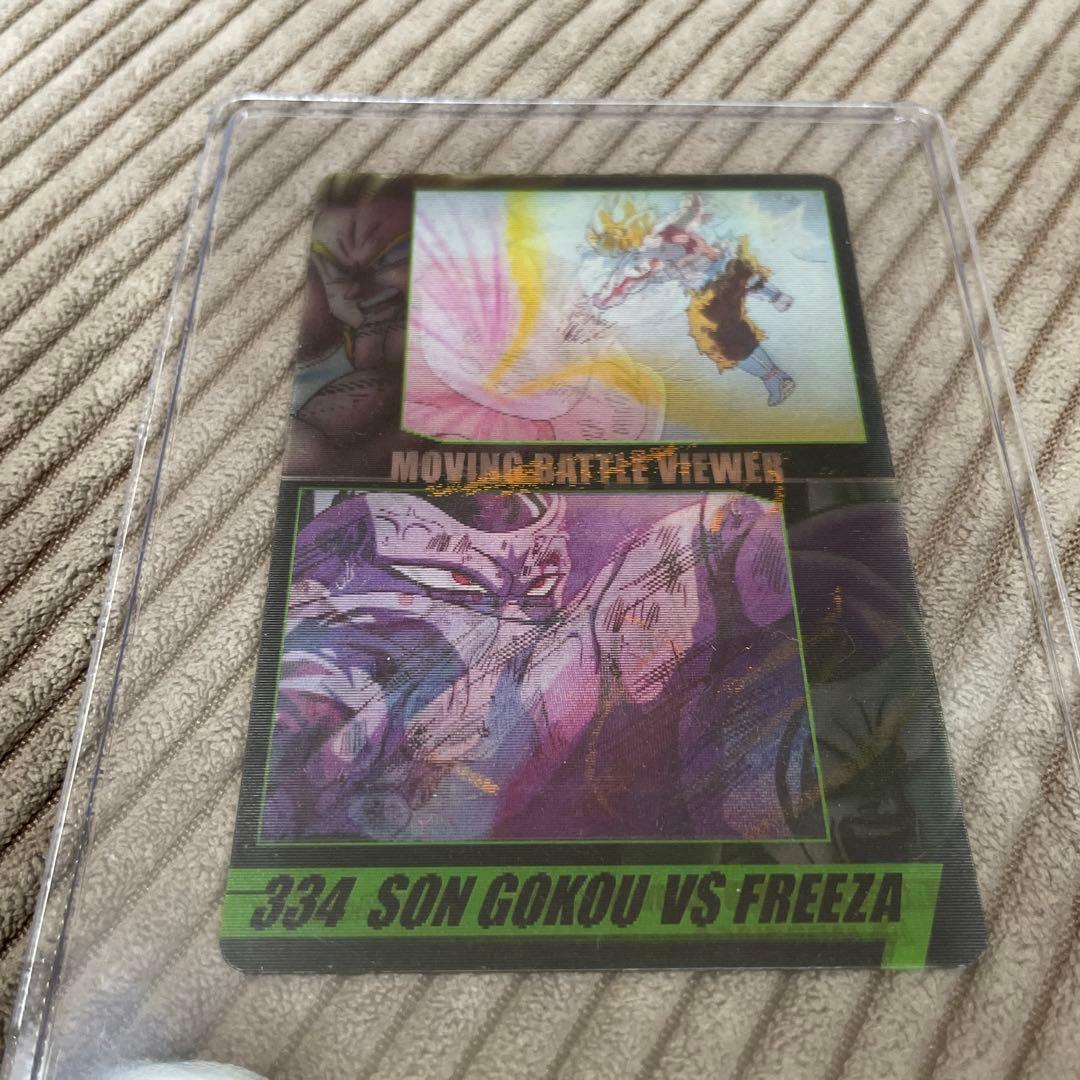 MOVING BATTLE VIEWER
334 SON GOKOU VS FREEZA